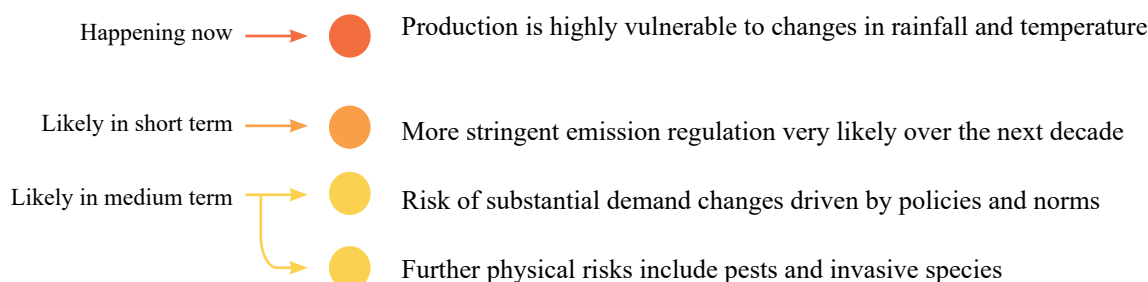 Happening now
Production is highly vulnerable to changes in rainfall and temperature
Likely in short term
More stringent emission regulation very likely over the next decade
Likely in medium term
Risk of substantial demand changes driven by policies and norms
Further physical risks include pests and invasive species